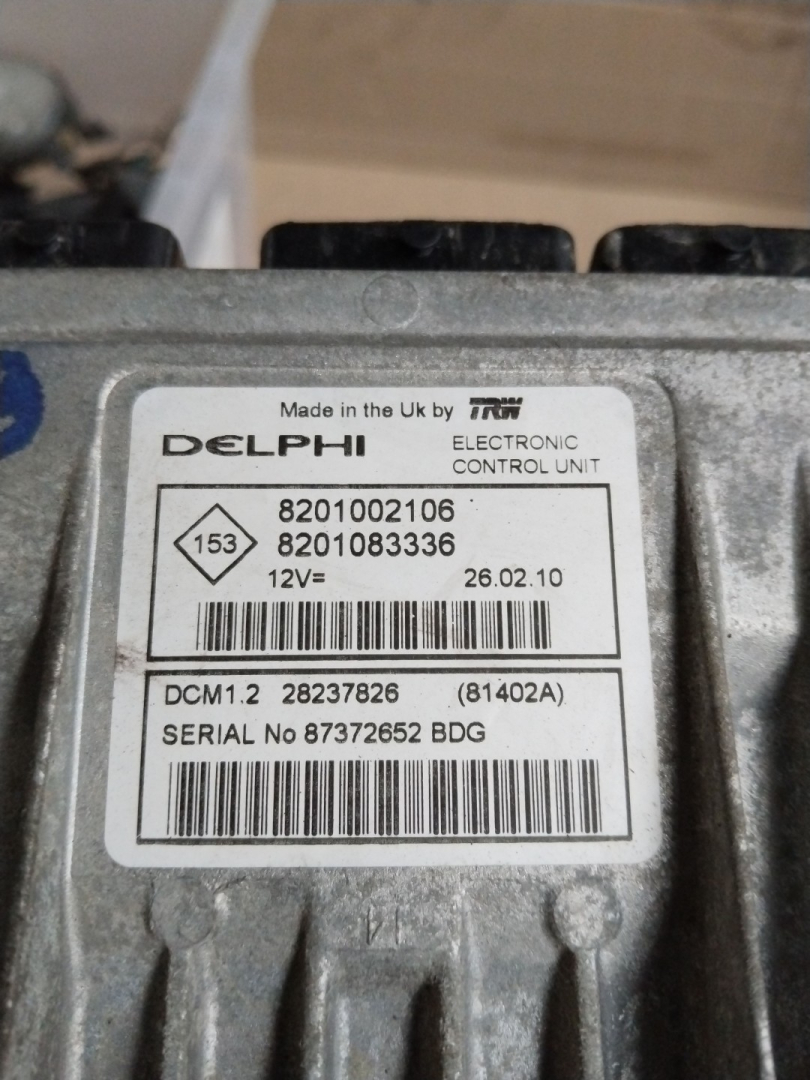 Made in the Uk by TRW
DELPHI
ELECTRONIC
CONTROL UNIT
153
8201002106
8201083336
12V= 26.02.10
DCM1.2 28237826 (81402A)
SERIAL No 87372652 BDG
14